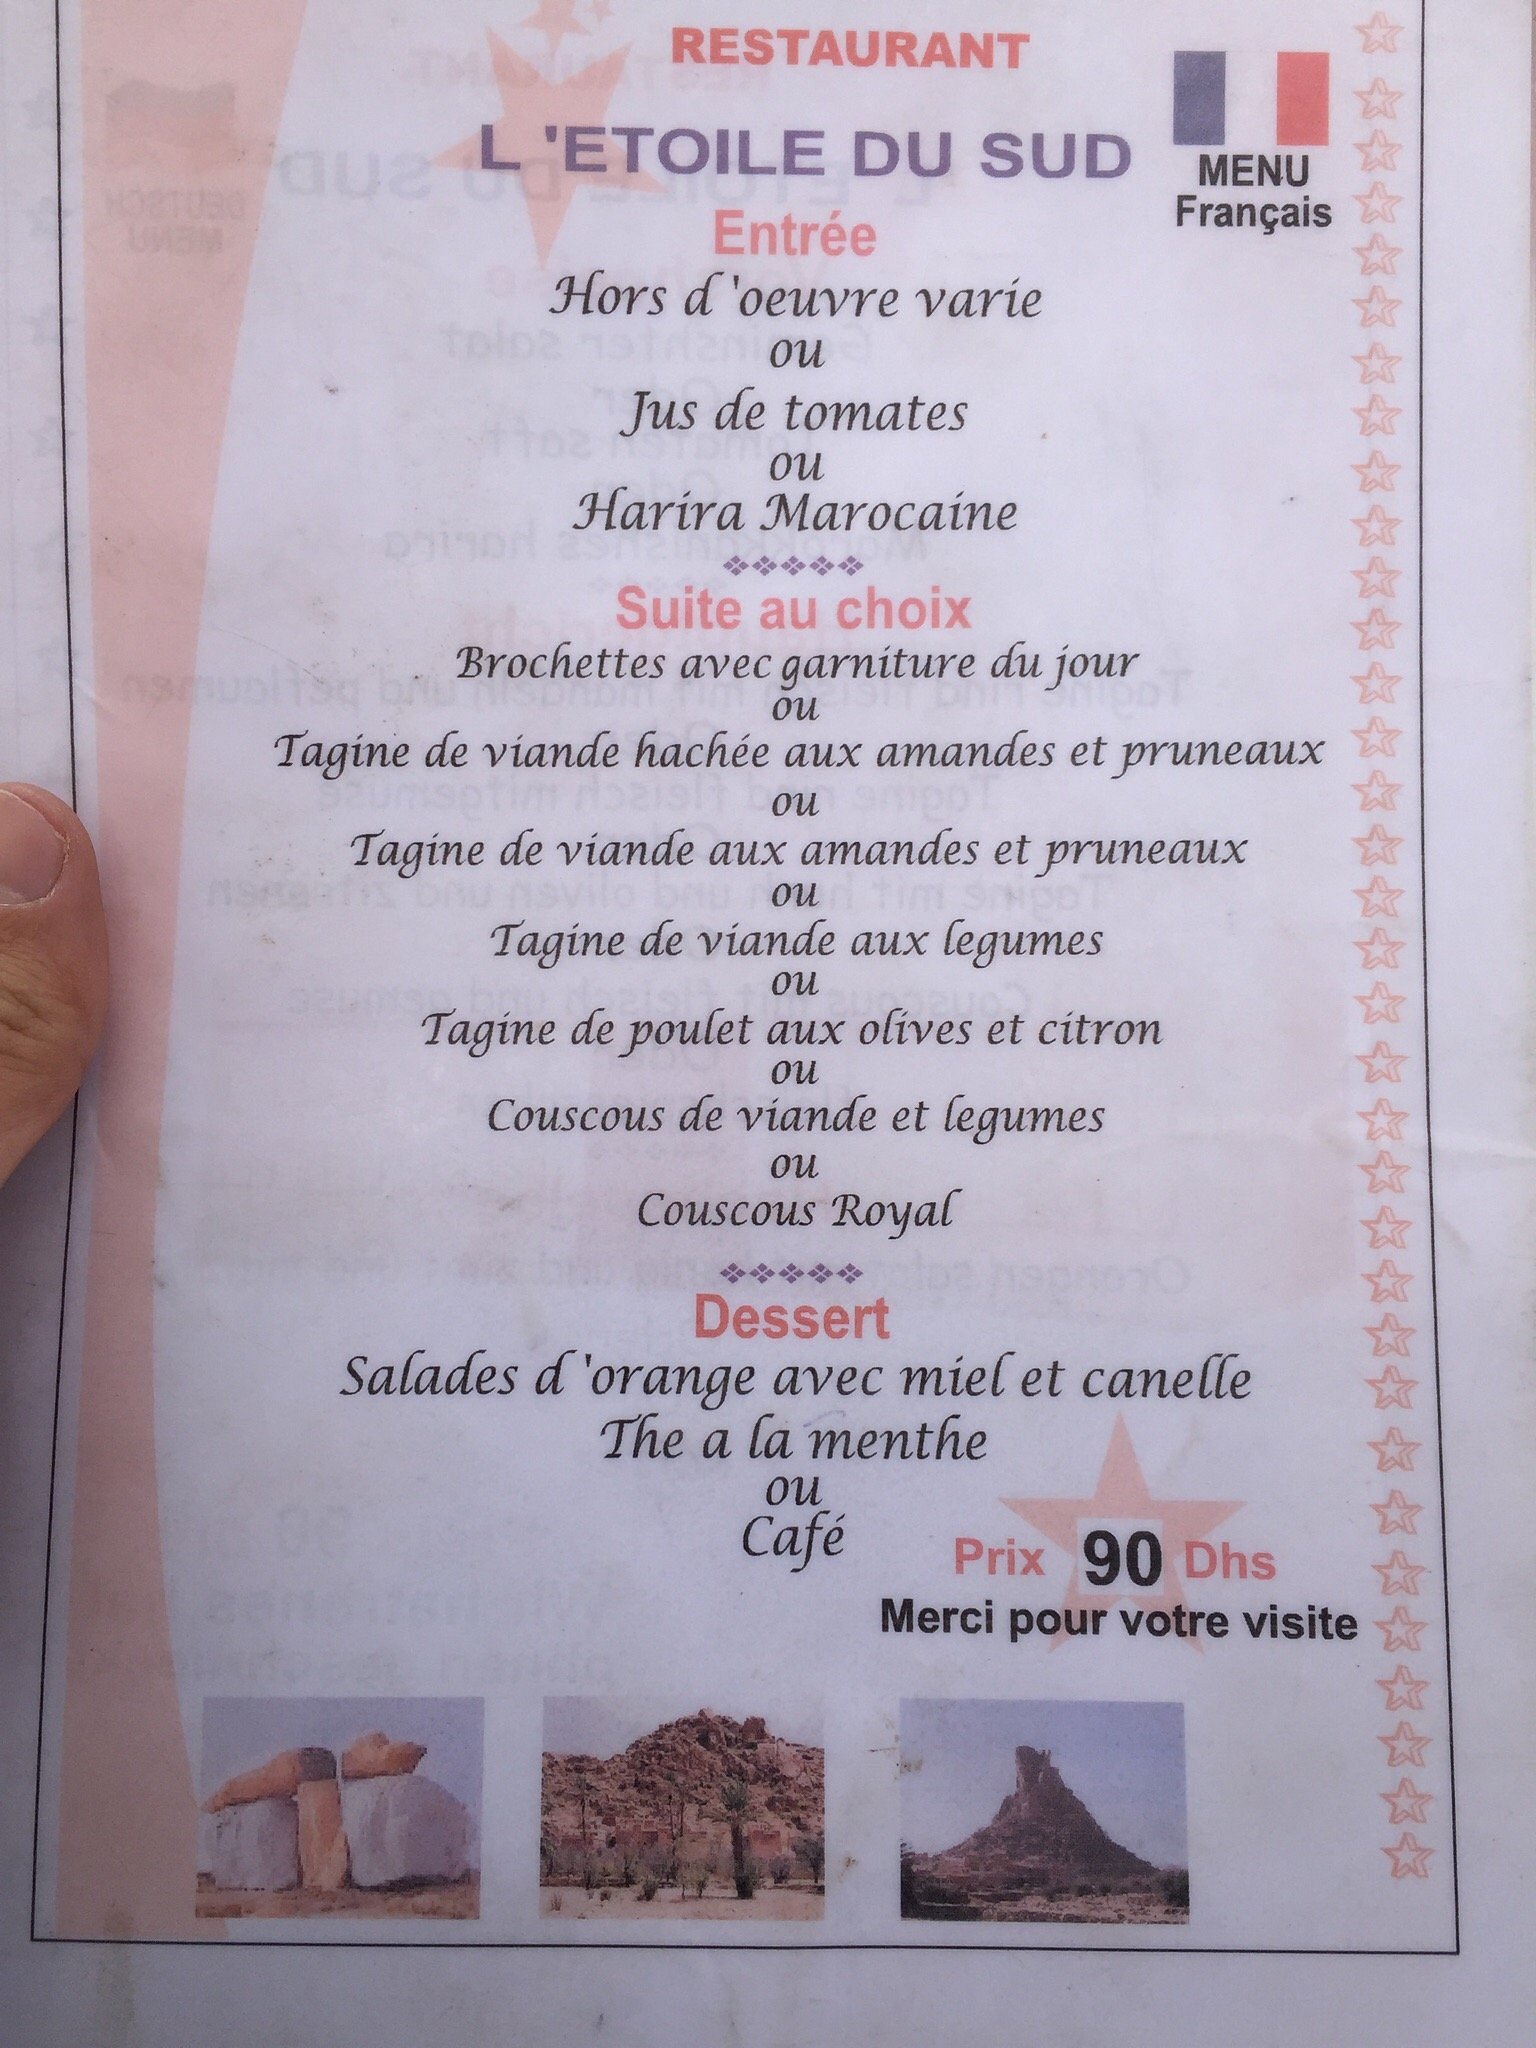 RESTAURANT
L 'ETOILE DU SUD
MENU
Français
Entrée
Hors d 'oeuvre varie
ou
Jus de tomates
ou
Harira Marocaine
Suite au choix
Brochettes avec garniture du jour
ou
Tagine de viande hachée aux amandes et pruneaux
ou
Tagine de viande aux amandes et pruneaux
ou
Tagine de viande aux legumes
ou
Tagine de poulet aux olives et citron
ou
Couscous de viande et legumes
ou
Couscous Royal
Dessert
Salades d 'orange avec miel et canelle
The a la menthe
ou
Café
Prix 90 Dhs
Merci pour votre visite